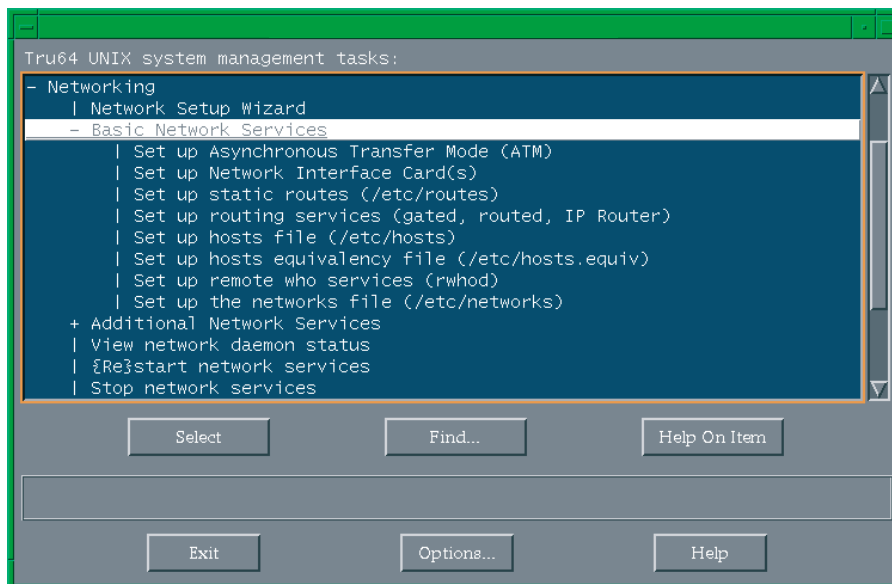 Tru64 UNIX system management tasks:
- Networking
| Network Setup Wizard
- Basic Network Services
| Set up Asynchronous Transfer Mode (ATM)
| Set up Network Interface Card(s)
| Set up static routes (/etc/routes)
| Set up routing services (gated, routed, IP Router)
| Set up hosts file (/etc/hosts)
| Set up hosts equivalency file (/etc/hosts.equiv)
| Set up remote who services (rwhod)
| Set up the networks file (/etc/networks)
+ Additional Network Services
| View network daemon status
| {Re}start network services
| Stop network services
Select Find... Help On Item
Exit Options... Help